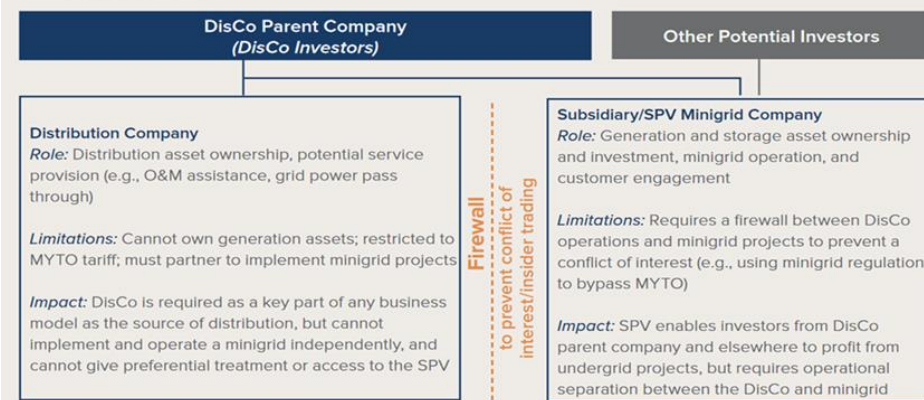 DisCo Parent Company
(DisCo Investors)
Other Potential Investors
Distribution Company
Role: Distribution asset ownership, potential service
provision (e.g., O&M assistance, grid power pass
through)
Limitations: Cannot own generation assets; restricted to
MYTO tariff; must partner to implement minigrid projects
Impact: DisCo is required as a key part of any business
model as the source of distribution, but cannot
implement and operate a minigrid independently, and
cannot give preferential treatment or access to the SPV
Firewall
to prevent conflict of
interest/insider trading
Subsidiary/SPV Minigrid Company
Role: Generation and storage asset ownership
and investment, minigrid operation, and
customer engagement
Limitations: Requires a firewall between DisCo
operations and minigrid projects to prevent a
conflict of interest (e.g., using minigrid regulation
to bypass MYTO)
Impact: SPV enables investors from DisCo
parent company and elsewhere to profit from
undergrid projects, but requires operational
separation between the DisCo and minigrid